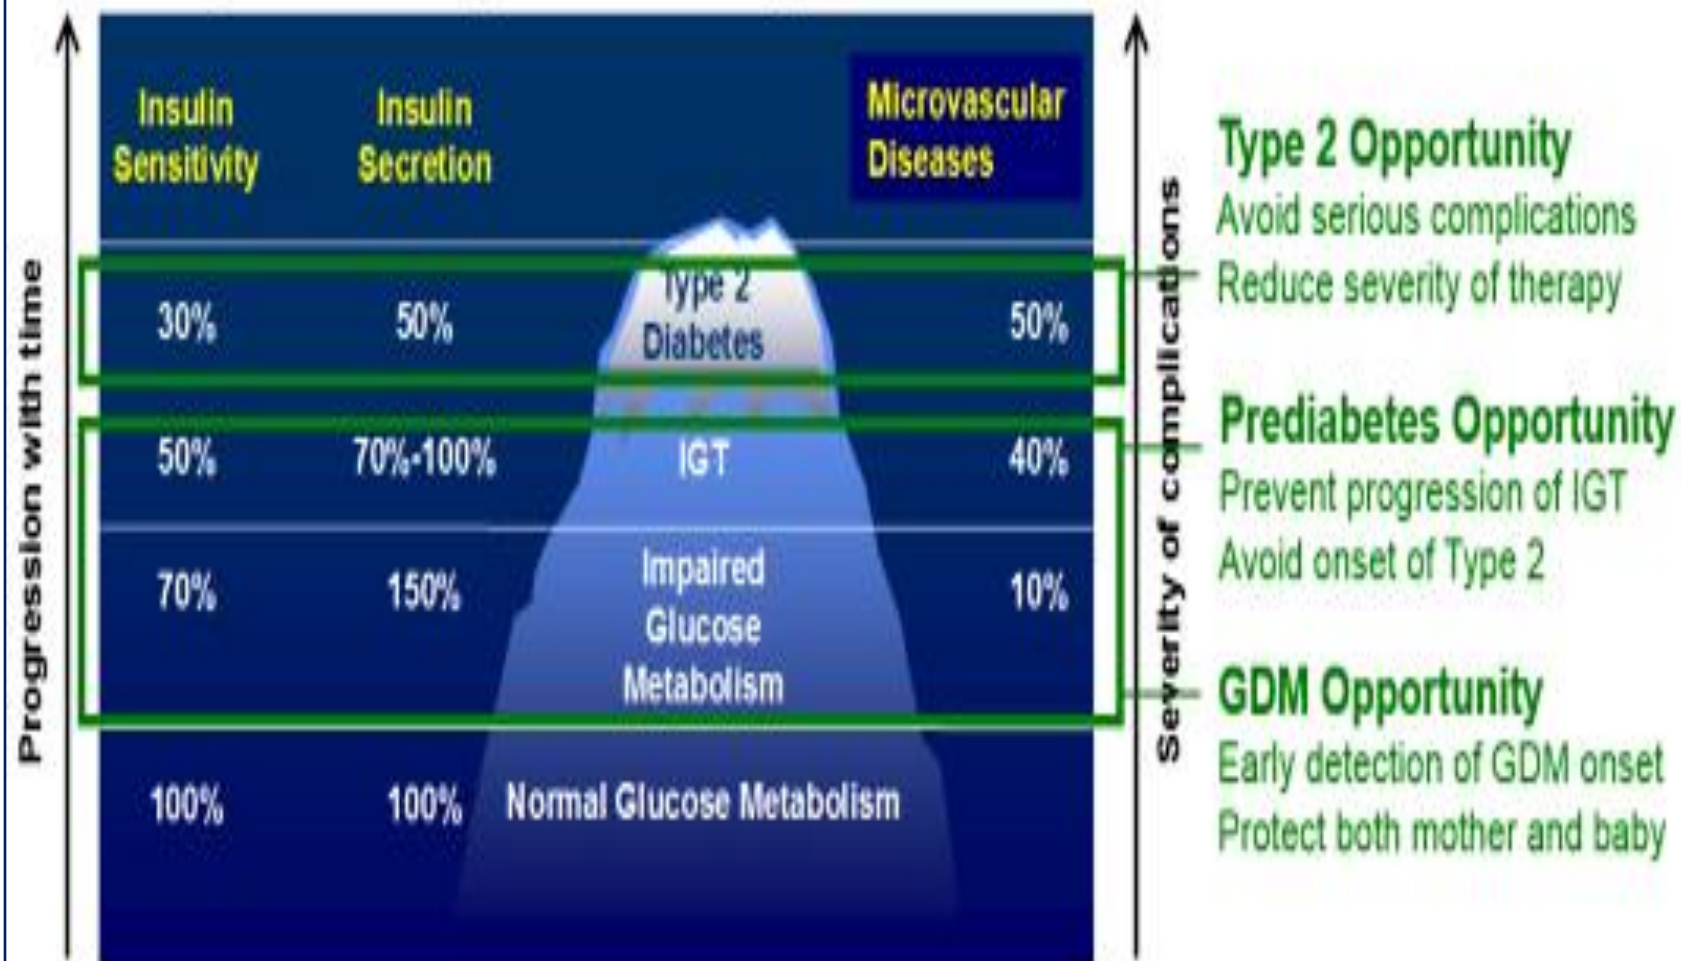 Progression with time
Insulin
Sensitivity
Insulin
Secretion
Microvascular
Diseases
30%
50%
Type 2
Diabetes
50%
50%
70%-100%
IGT
40%
70%
150%
Impaired
Glucose
Metabolism
10%
100%
100%
Normal Glucose Metabolism
Severity of complications
Type 2 Opportunity
Avoid serious complications
Reduce severity of therapy
Prediabetes Opportunity
Prevent progression of IGT
Avoid onset of Type 2
GDM Opportunity
Early detection of GDM onset
Protect both mother and baby